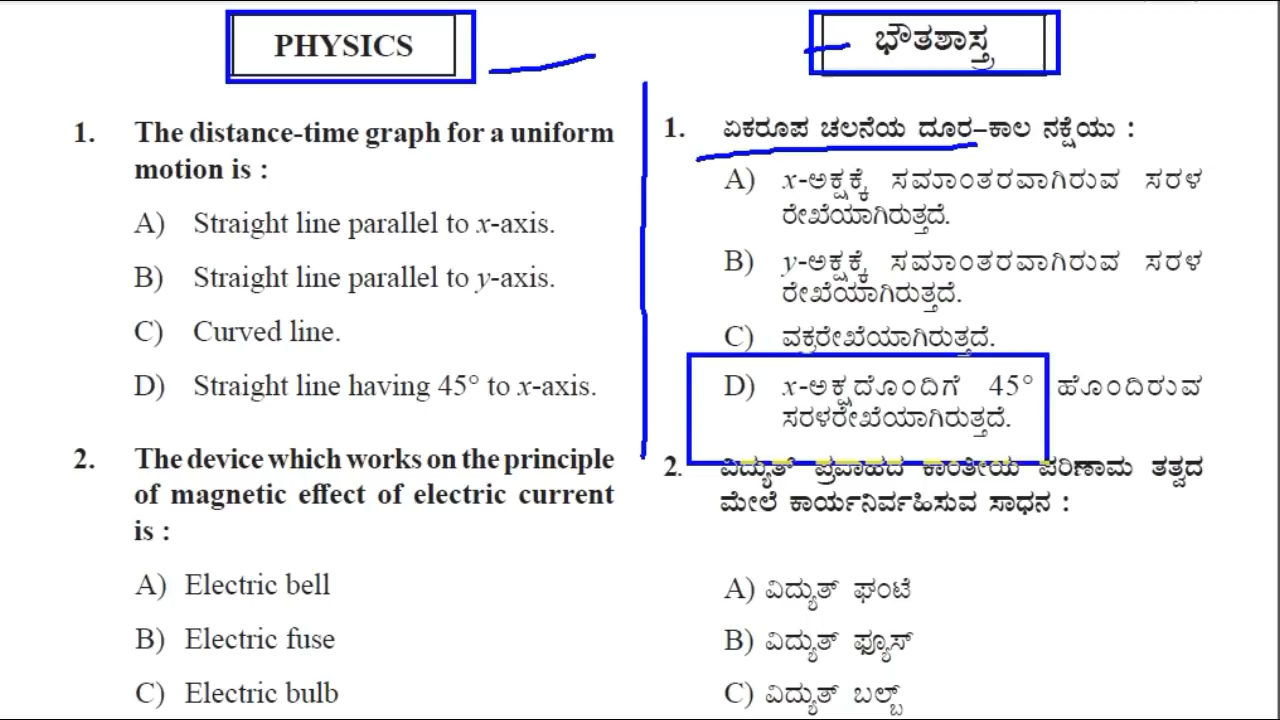 PHYSICS
1. The distance-time graph for a uniform
motion is :
A) Straight line parallel to x-axis.
B) Straight line parallel to y-axis.
C) Curved line.
D) Straight line having 45° to x-axis.
2. The device which works on the principle
of magnetic effect of electric current
is :
A) Electric bell
B) Electric fuse
C) Electric bulb
ಭೌತಶಾಸ್ತ್ರ
1. ಏಕರೂಪ ಚಲನೆಯ ದೂರ–ಕಾಲ ನಕ್ಷೆಯು :
A) x-ಅಕ್ಷಕ್ಕೆ ಸಮಾಂತರವಾಗಿರುವ ಸರಳ
ರೇಖೆಯಾಗಿರುತ್ತದೆ.
B) y-ಅಕ್ಷಕ್ಕೆ ಸಮಾಂತರವಾಗಿರುವ ಸರಳ
ರೇಖೆಯಾಗಿರುತ್ತದೆ.
C) ವಕ್ರರೇಖೆಯಾಗಿರುತ್ತದೆ.
D) x-ಅಕ್ಷದೊಂದಿಗೆ 45° ಹೊಂದಿರುವ
ಸರಳರೇಖೆಯಾಗಿರುತ್ತದೆ.
2. ವಿದ್ಯುತ್ ಪ್ರವಾಹದ ಕಾಂತೀಯ ಪರಿಣಾಮ ತತ್ವದ
ಮೇಲೆ ಕಾರ್ಯನಿರ್ವಹಿಸುವ ಸಾಧನ :
A) ವಿದ್ಯುತ್ ಘಂಟೆ
B) ವಿದ್ಯುತ್ ಫ್ಯೂಸ್
C) ವಿದ್ಯುತ್ ಬಲ್ಬ್